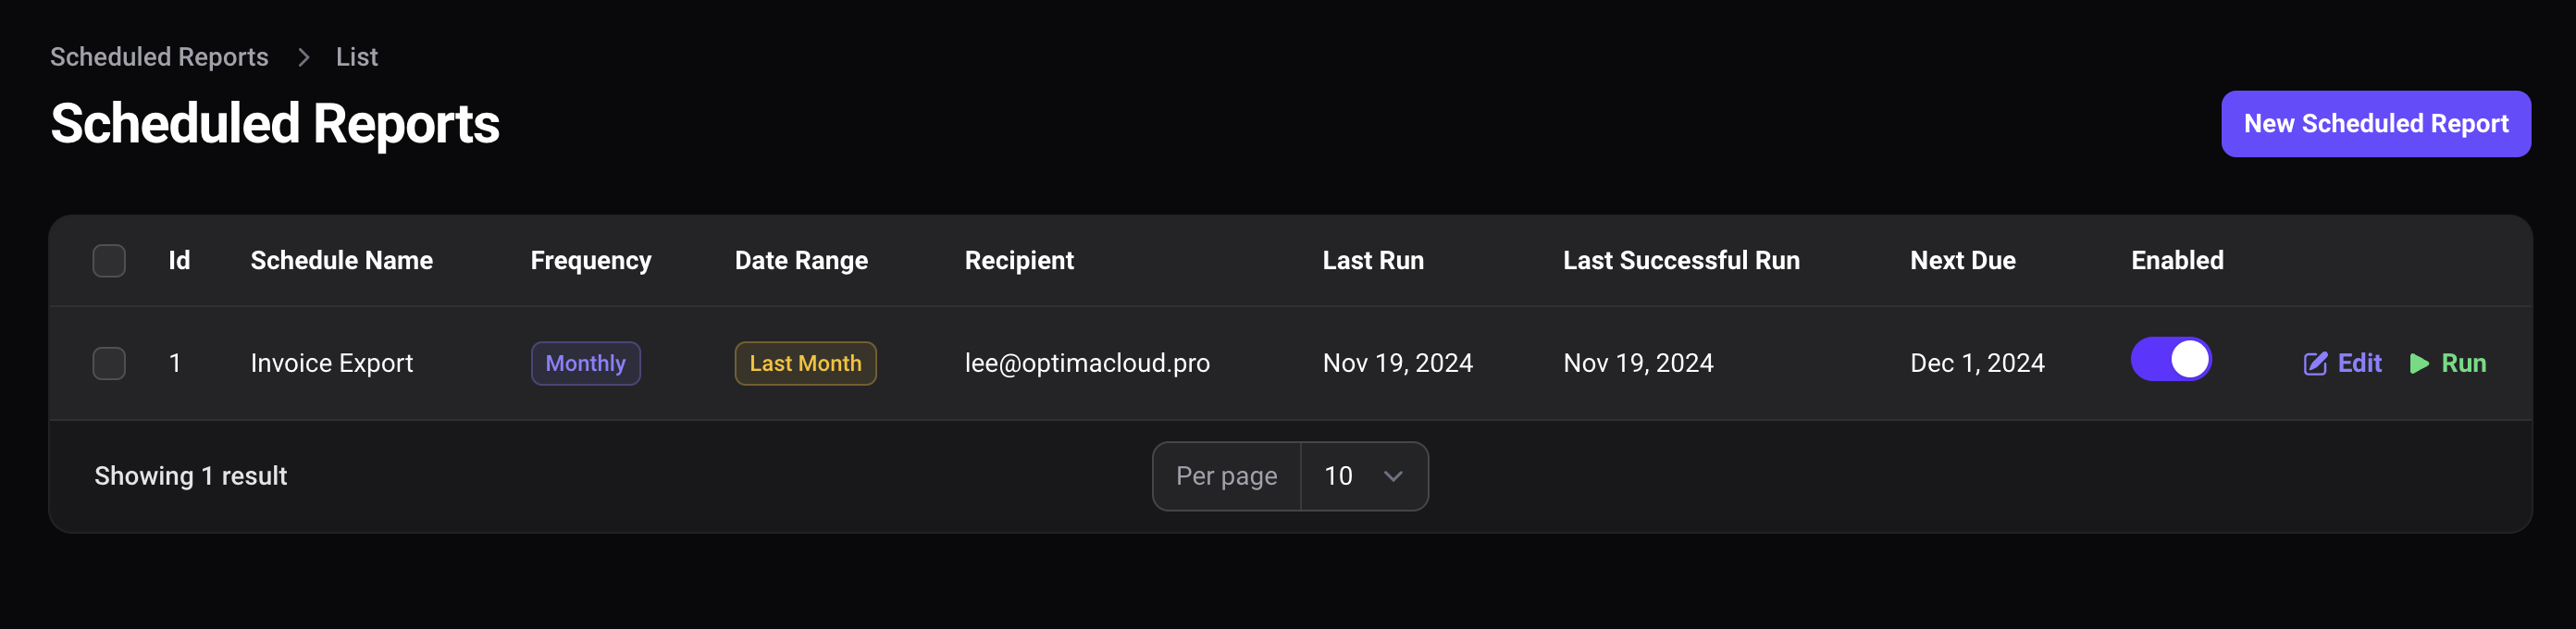 Scheduled Reports > List
Scheduled Reports
New Scheduled Report
Id Schedule Name Frequency Date Range Recipient Last Run Last Successful Run Next Due Enabled
1 Invoice Export Monthly Last Month lee@optimacloud.pro Nov 19, 2024 Nov 19, 2024 Dec 1, 2024 Edit Run
Showing 1 result Per page 10